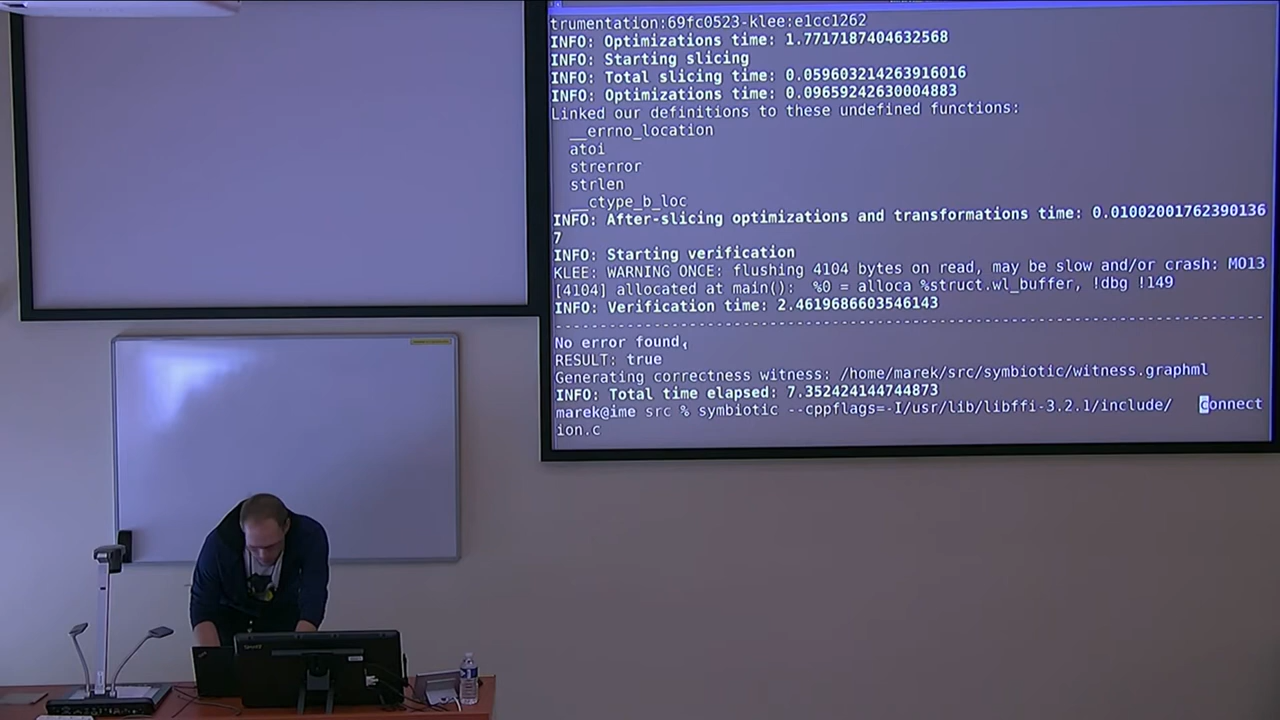 trumentation:69fc0523-klee:e1cc1262
INFO: Optimizations time: 1.7717187404632568
INFO: Starting slicing
INFO: Total slicing time: 0.059603214263916016
INFO: Optimizations time: 0.09659242630004883
Linked our definitions to these undefined functions:
__errno_location
atoi
strerror
strlen
__ctype_b_loc
INFO: After-slicing optimizations and transformations time: 0.01002001762390136
7
INFO: Starting verification
KLEE: WARNING ONCE: flushing 4104 bytes on read, may be slow and/or crash: MO13
[4104] allocated at main():  %0 = alloca %struct.wl_buffer, !dbg !149
INFO: Verification time: 2.4619686603546143
--------------------------------------------------------------------------------
No error found.
RESULT: true
Generating correctness witness: /home/marek/src/symbiotic/witness.graphml
INFO: Total time elapsed: 7.352424144744873
marek@ime src % symbiotic --cppflags=-I/usr/lib/libffi-3.2.1/include/   connect
ion.c